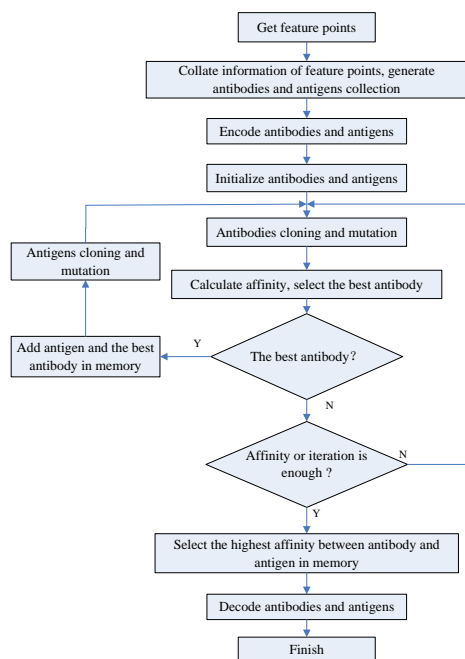 Get feature points
Collate information of feature points, generate
antibodies and antigens collection
Encode antibodies and antigens
Initialize antibodies and antigens
Antibodies cloning and mutation
Antigens cloning and
mutation
Calculate affinity, select the best antibody
Add antigen and the best
antibody in memory
Y
The best antibody?
N
Affinity or iteration is
enough ?
N
Y
Select the highest affinity between antibody and
antigen in memory
Decode antibodies and antigens
Finish